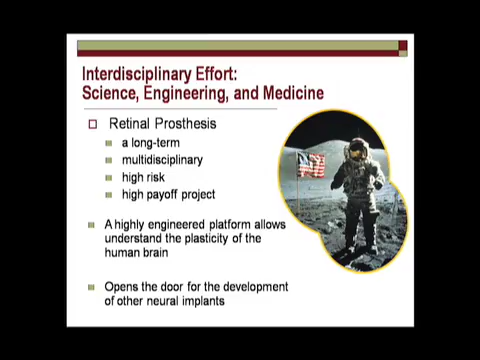 Interdisciplinary Effort:
Science, Engineering, and Medicine
Retinal Prosthesis
a long-term
multidisciplinary
high risk
high payoff project
A highly engineered platform allows
understand the plasticity of the
human brain
Opens the door for the development
of other neural implants